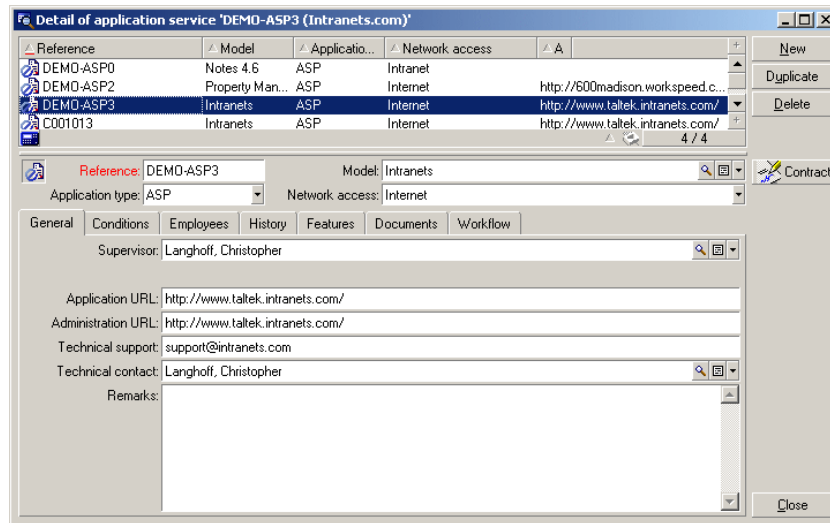 Detail of application service 'DEMO-ASP3 (Intranets.com)'
Reference Model Applicatio... Network access A
DEMO-ASP0 Notes 4.6 ASP Intranet
DEMO-ASP2 Property Man... ASP Internet http://600madison.workspeed.c...
DEMO-ASP3 Intranets ASP Internet http://www.taltek.intranets.com/
C001013 Intranets ASP Internet http://www.taltek.intranets.com/
4 / 4
New
Duplicate
Delete
Contract
Reference: DEMO-ASP3 Model: Intranets
Application type: ASP Network access: Internet
General Conditions Employees History Features Documents Workflow
Supervisor: Langhoff, Christopher
Application URL: http://www.taltek.intranets.com/
Administration URL: http://www.taltek.intranets.com/
Technical support: support@intranets.com
Technical contact: Langhoff, Christopher
Remarks:
Close